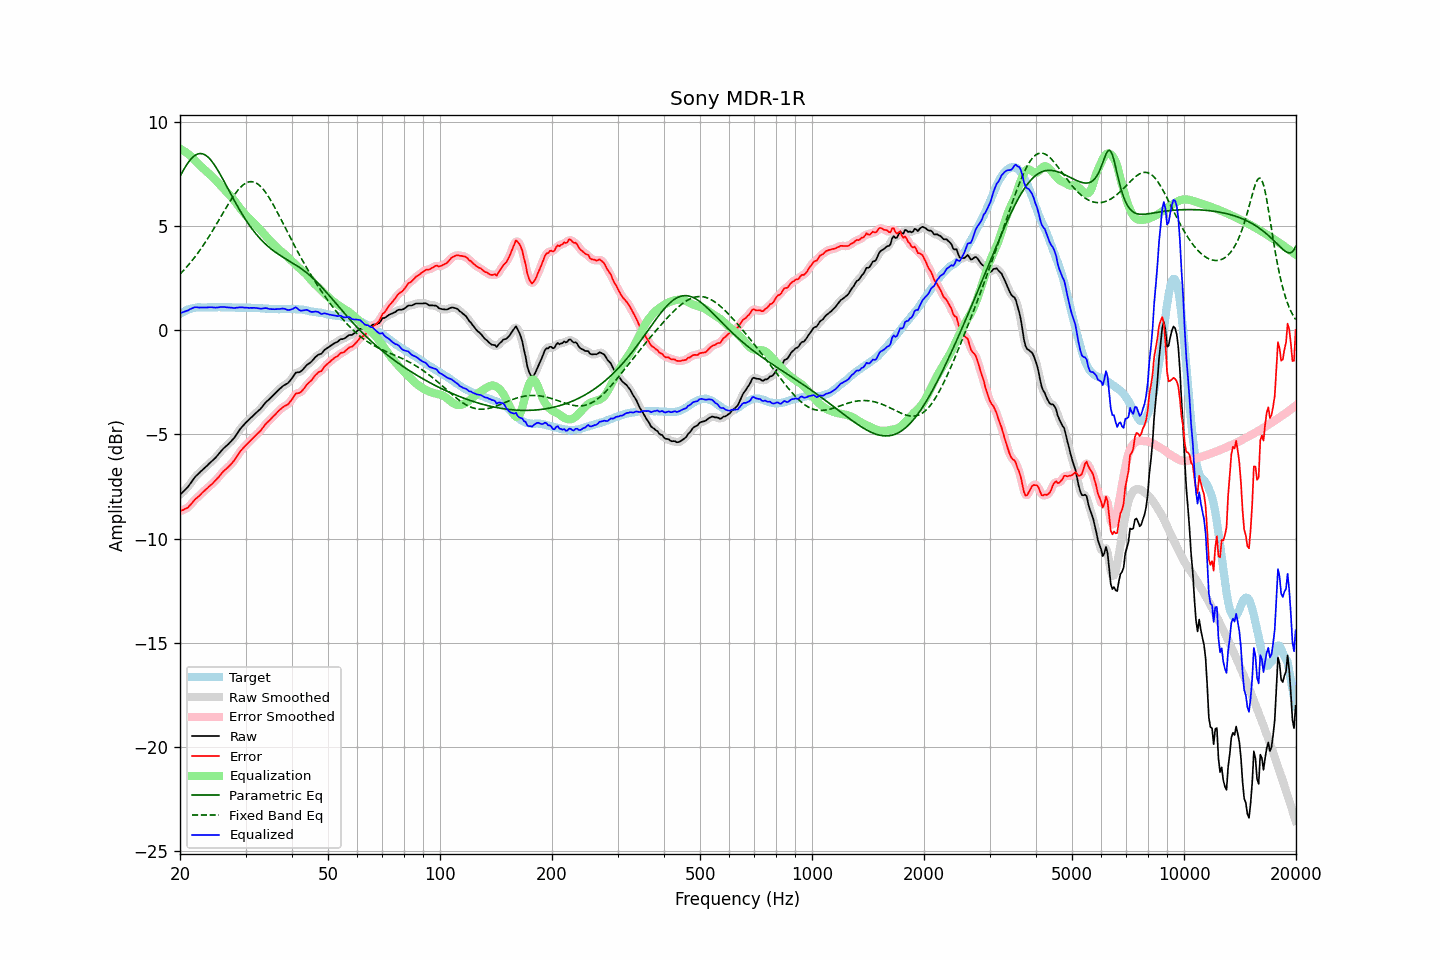 Sony MDR-1R
Amplitude (dBr)
10
5
0
−5
−10
−15
−20
−25
Target
Raw Smoothed
Error Smoothed
Raw
Error
Equalization
Parametric Eq
Fixed Band Eq
Equalized
20 50 100 200 500 1000 2000 5000 10000 20000
Frequency (Hz)